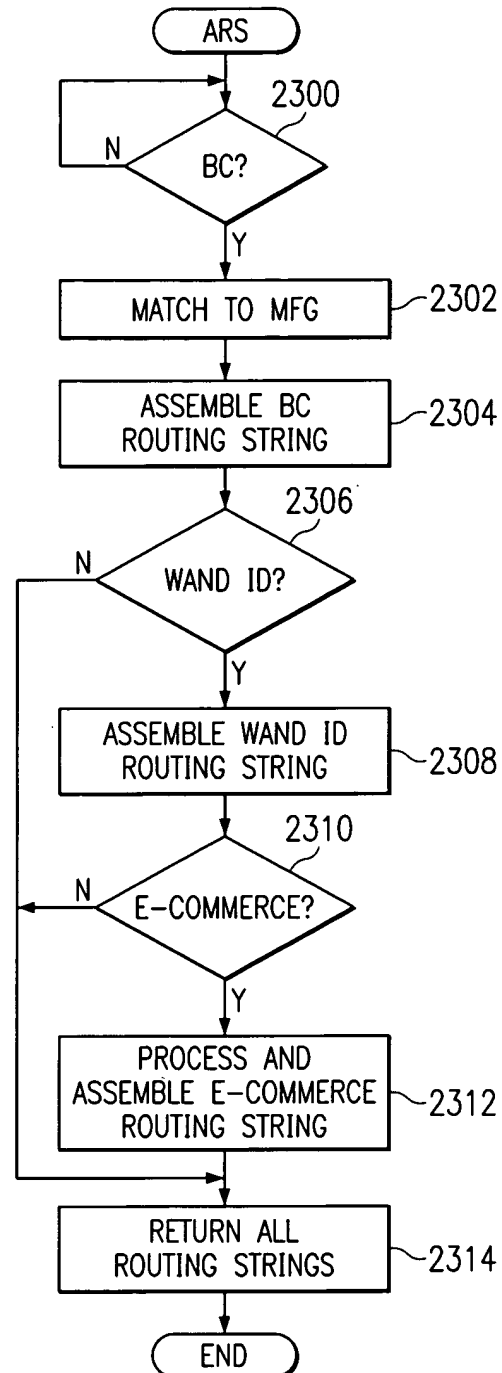 ARS
2300
N
BC?
Y
MATCH TO MFG
2302
ASSEMBLE BC
ROUTING STRING
2304
2306
N
WAND ID?
Y
ASSEMBLE WAND ID
ROUTING STRING
2308
2310
N
E-COMMERCE?
Y
PROCESS AND
ASSEMBLE E-COMMERCE
ROUTING STRING
2312
RETURN ALL
ROUTING STRINGS
2314
END